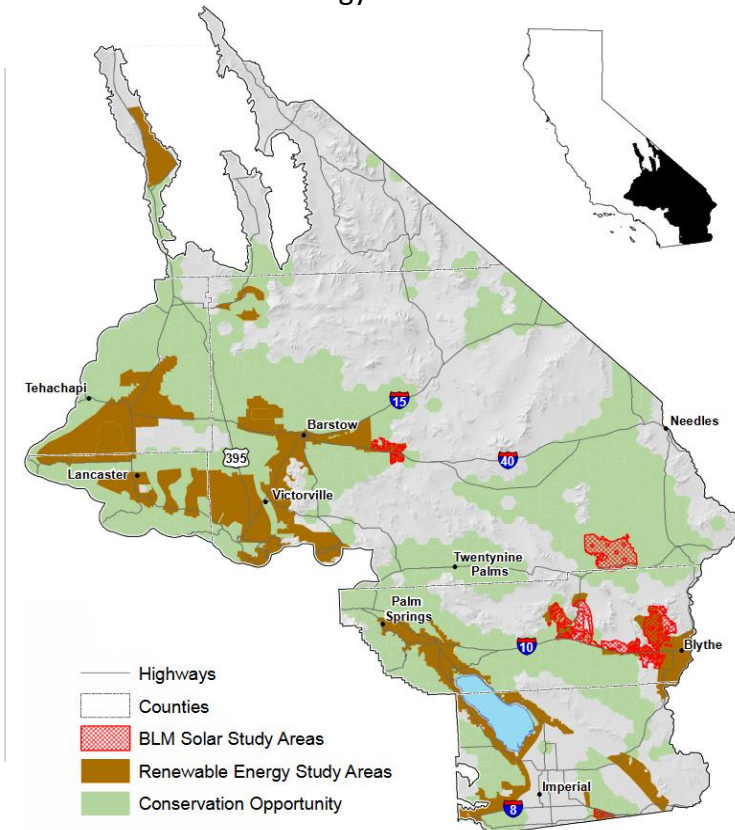 gy
Tehachapi
15
Barstow
Needles
395
Lancaster
40
Victorville
Twentynine
Palms
Palm
Springs
10
Blythe
Highways
Counties
BLM Solar Study Areas
Renewable Energy Study Areas
Conservation Opportunity
Imperial
8